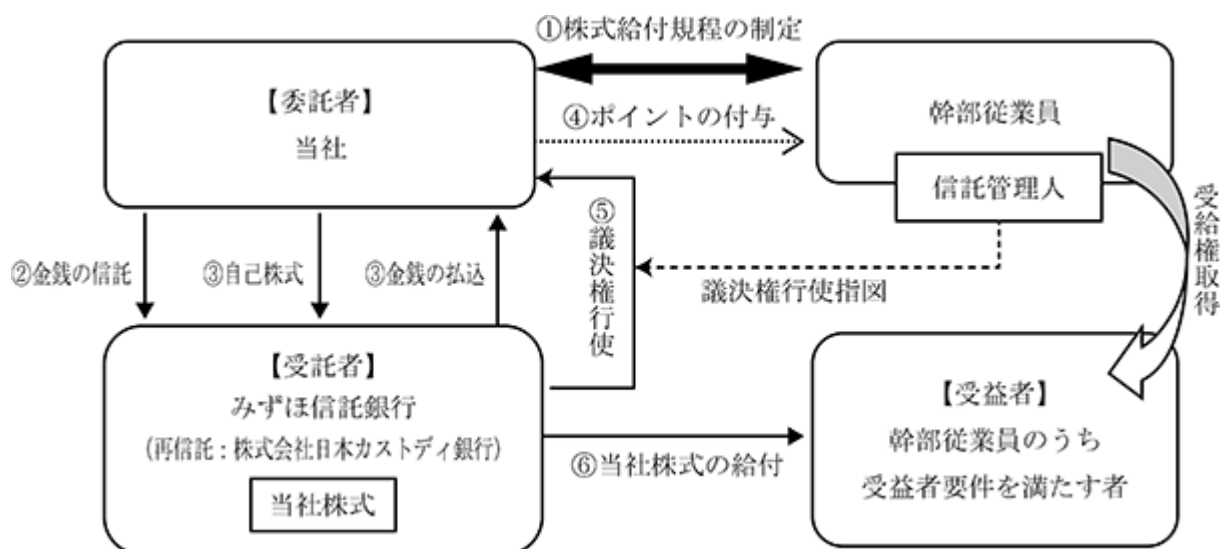 ①株式給付規程の制定
【委託者】
当社
④ポイントの付与
幹部従業員
信託管理人
②金銭の信託
③自己株式
③金銭の払込
⑤議決権行使
議決権行使指図
受給権取得
【受託者】
みずほ信託銀行
(再信託：株式会社日本カストディ銀行)
当社株式
⑥当社株式の給付
【受益者】
幹部従業員のうち
受益者要件を満たす者